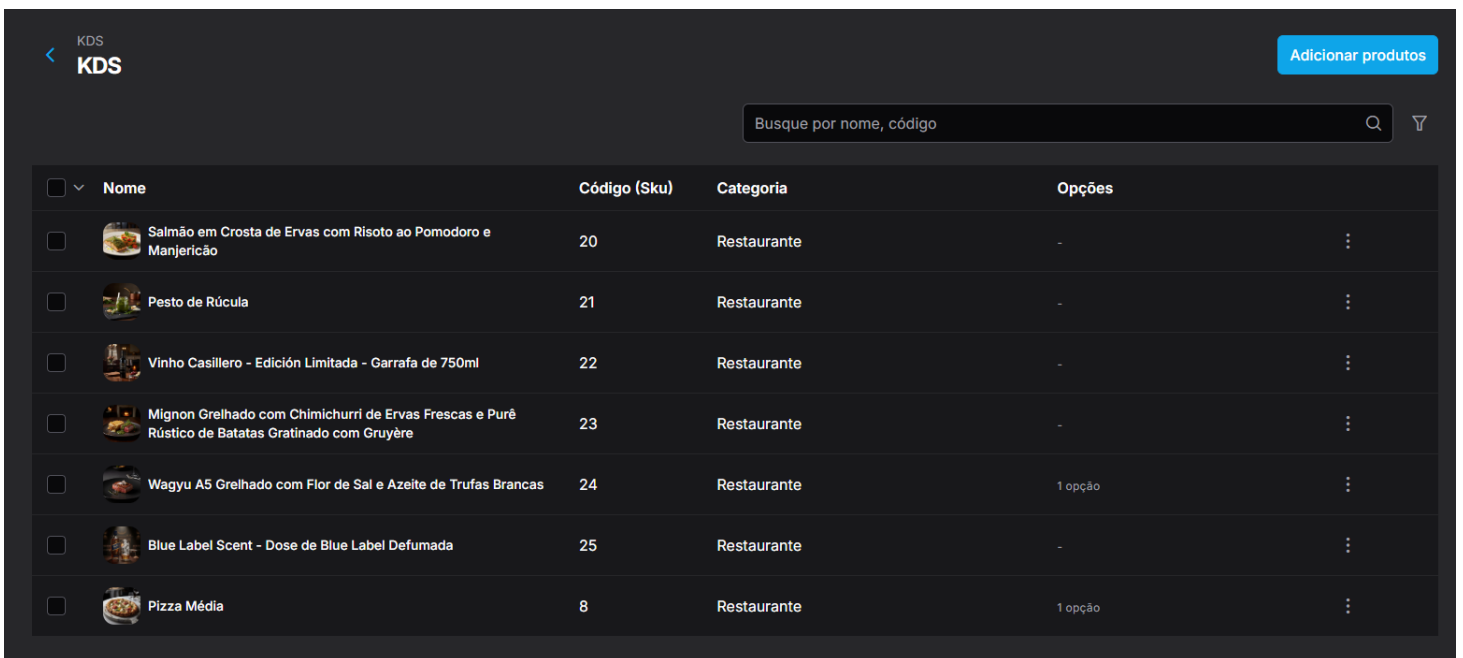 KDS
KDS
Adicionar produtos
Busque por nome, código
Nome Código (Sku) Categoria Opções
Salmão em Crosta de Ervas com Risoto ao Pomodoro e
Manjericão
20 Restaurante -
Pesto de Rúcula 21 Restaurante -
Vinho Casillero - Edición Limitada - Garrafa de 750ml 22 Restaurante -
Mignon Grelhado com Chimichurri de Ervas Frescas e Purê
Rústico de Batatas Gratinado com Gruyère
23 Restaurante -
Wagyu A5 Grelhado com Flor de Sal e Azeite de Trufas Brancas 24 Restaurante 1 opção
Blue Label Scent - Dose de Blue Label Defumada 25 Restaurante -
Pizza Média 8 Restaurante 1 opção